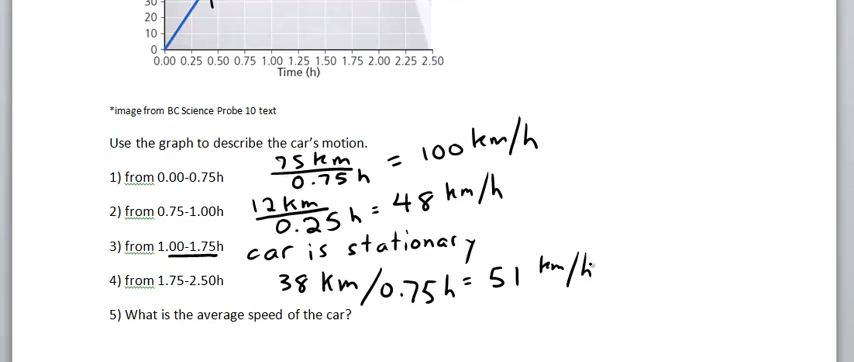 30
20
10
0
0.00 0.25 0.50 0.75 1.00 1.25 1.50 1.75 2.00 2.25 2.50
Time (h)
*image from BC Science Probe 10 text
Use the graph to describe the car's motion.
1) from 0.00-0.75h 75 km / 0.75 h = 100 km/h
2) from 0.75-1.00h 12 km / 0.25 h = 48 km/h
3) from 1.00-1.75h car is stationary
4) from 1.75-2.50h 38 km/0.75 h = 51 km/h
5) What is the average speed of the car?